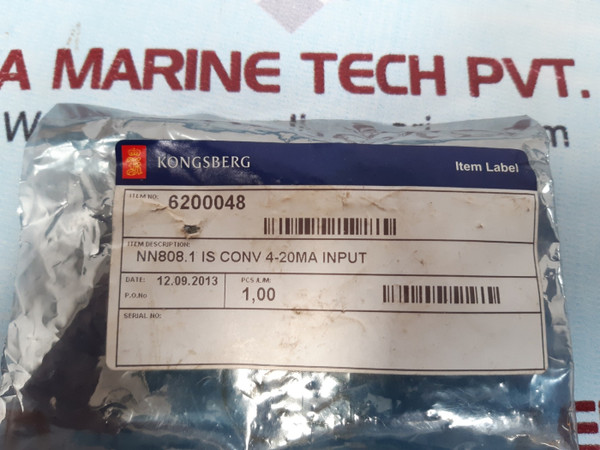 A MARINE TECH PVT.
KONGSBERG
Item Label
ITEM NO: 6200048
ITEM DESCRIPTION:
NN808.1 IS CONV 4-20MA INPUT
DATE: 12.09.2013
PCS /L/M: 1,00
P.O.No
SERIAL NO: